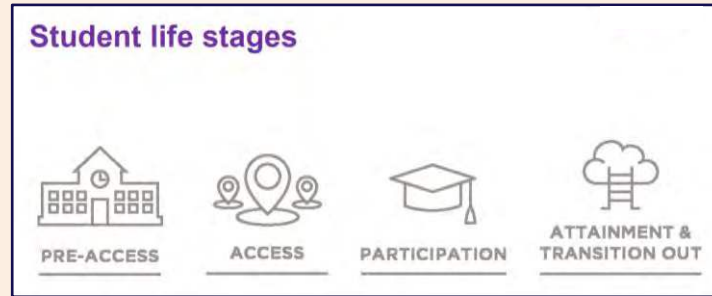 Student life stages
PRE-ACCESS
ACCESS
PARTICIPATION
ATTAINMENT &
TRANSITION OUT